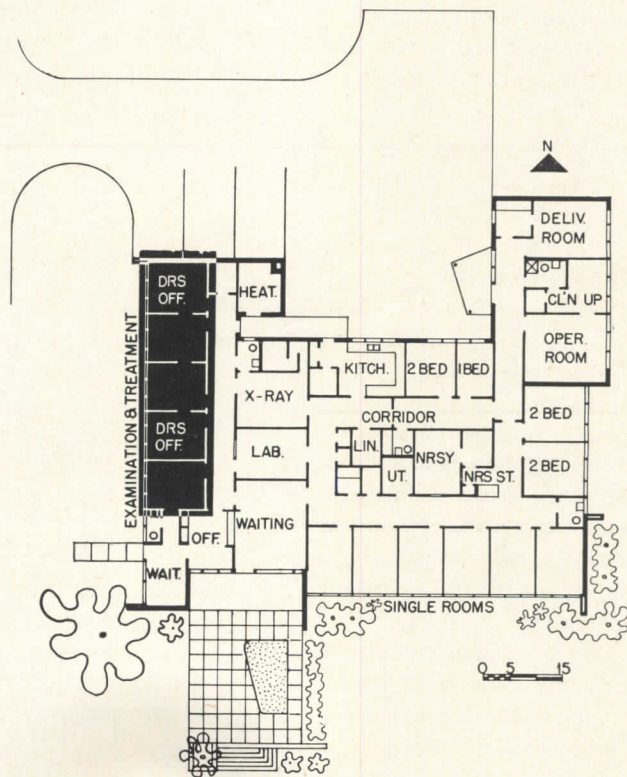 N
DELIV.
ROOM
DRS
OFF.
HEAT.
CL'N UP
OPER.
ROOM
KITCH.
2 BED
1 BED
X-RAY
EXAMINATION & TREATMENT
CORRIDOR
2 BED
DRS
OFF.
LAB.
LIN.
NRSY
UT.
NRS ST.
2 BED
OFF.
WAITING
WAIT.
SINGLE ROOMS
0 5 15